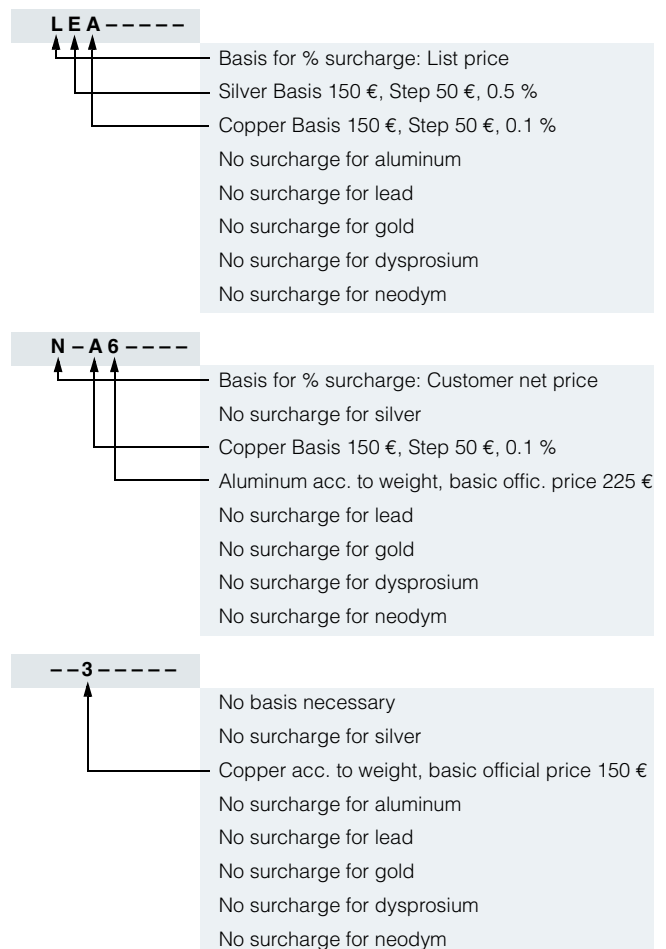 L E A – – – – –
Basis for % surcharge: List price
Silver Basis 150 €, Step 50 €, 0.5 %
Copper Basis 150 €, Step 50 €, 0.1 %
No surcharge for aluminum
No surcharge for lead
No surcharge for gold
No surcharge for dysprosium
No surcharge for neodym
N – A 6 – – – –
Basis for % surcharge: Customer net price
No surcharge for silver
Copper Basis 150 €, Step 50 €, 0.1 %
Aluminum acc. to weight, basic offic. price 225 €
No surcharge for lead
No surcharge for gold
No surcharge for dysprosium
No surcharge for neodym
– – 3 – – – – –
No basis necessary
No surcharge for silver
Copper acc. to weight, basic official price 150 €
No surcharge for aluminum
No surcharge for lead
No surcharge for gold
No surcharge for dysprosium
No surcharge for neodym